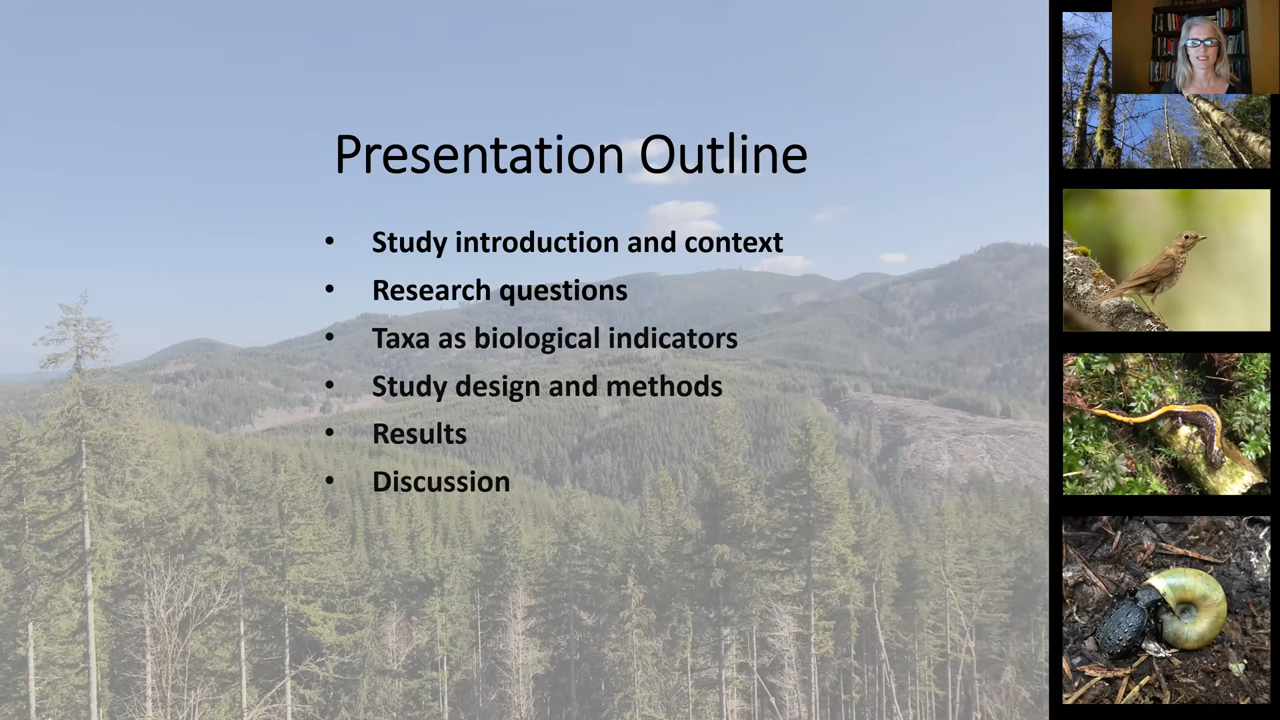 Presentation Outline
• Study introduction and context
• Research questions
• Taxa as biological indicators
• Study design and methods
• Results
• Discussion